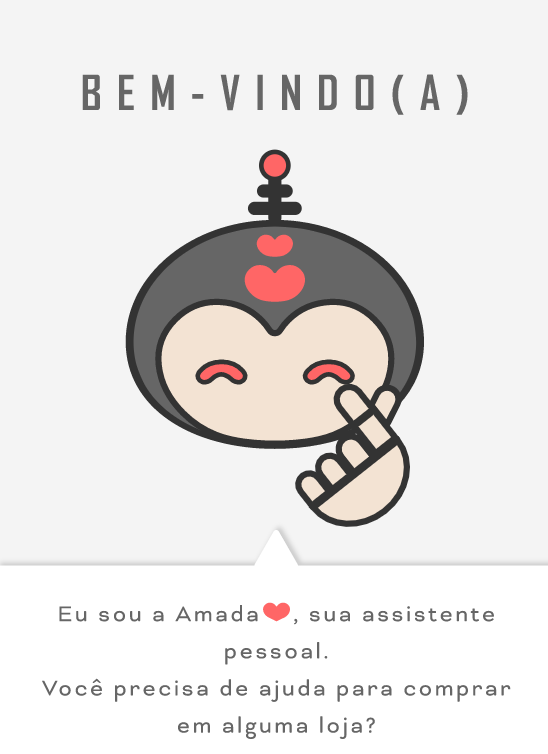 BEM-VINDO(A)
Eu sou a Amada❤, sua assistente
pessoal.
Você precisa de ajuda para comprar
em alguma loja?